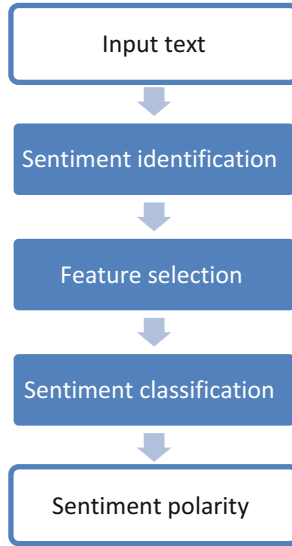 Input text
Sentiment identification
Feature selection
Sentiment classification
Sentiment polarity